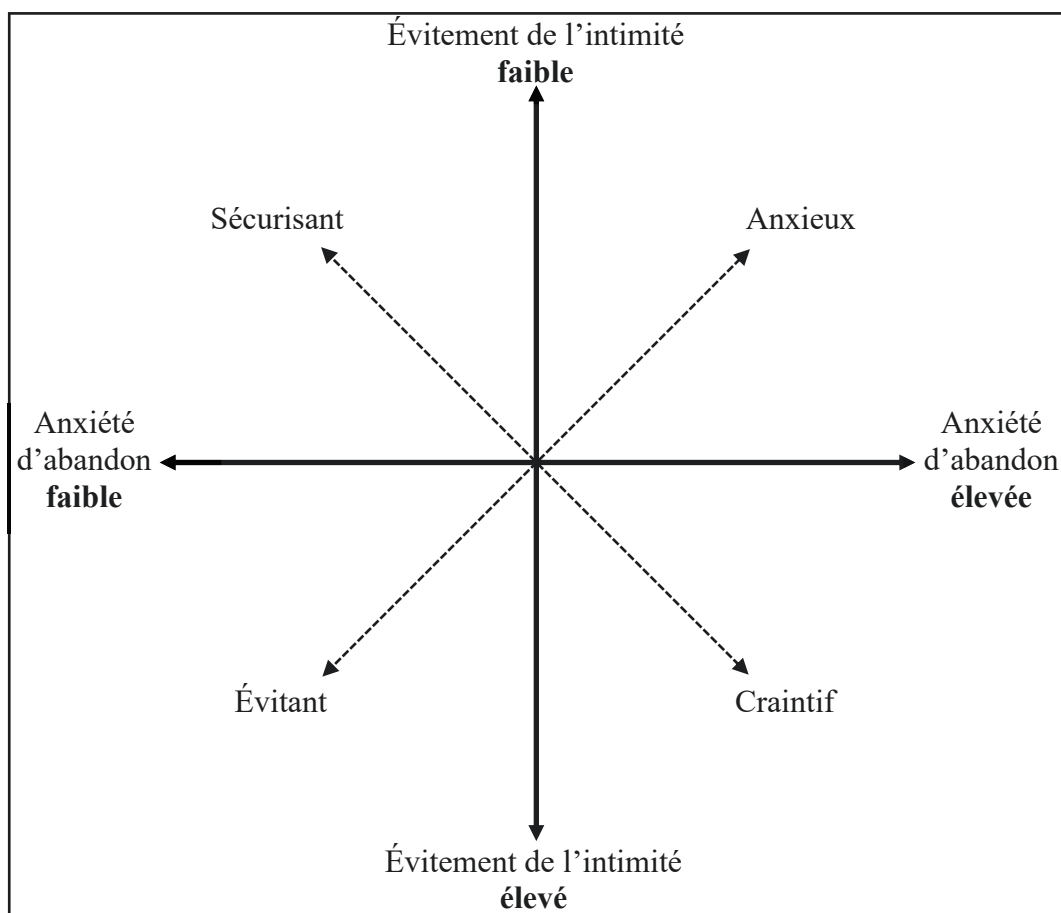 Évitement de l’intimité
faible
Sécurisant
Anxieux
Anxiété
d’abandon
faible
Anxiété
d’abandon
élevée
Évitant
Craintif
Évitement de l’intimité
élevé